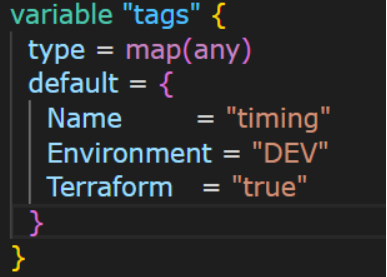 variable "tags" {
  type = map(any)
  default = {
    Name        = "timing"
    Environment = "DEV"
    Terraform   = "true"
  }
}